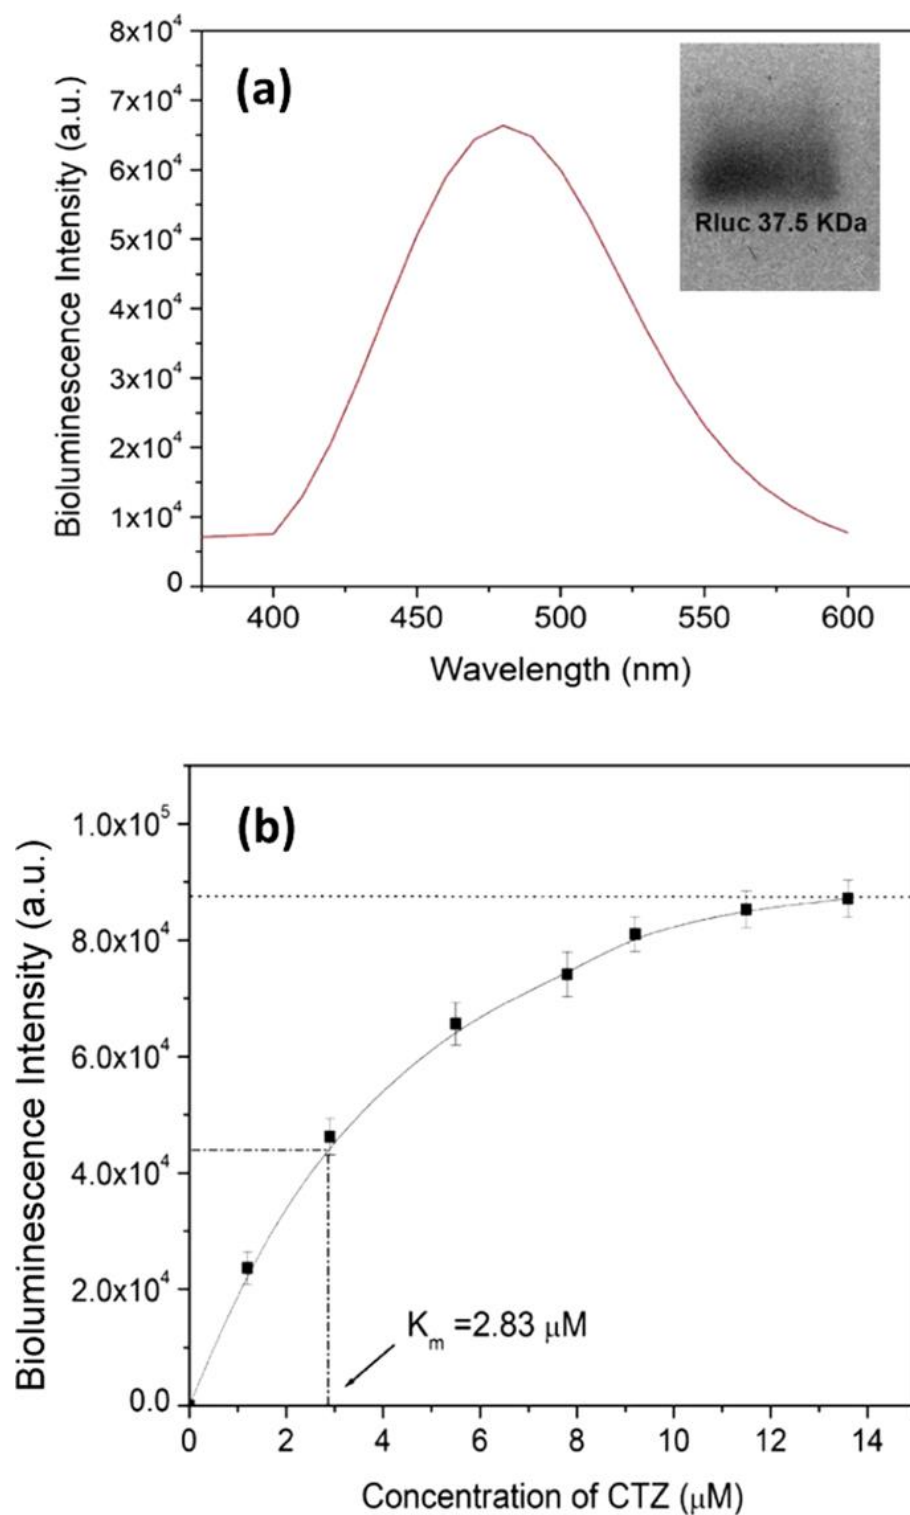 (a)
Rluc 37.5 KDa
8x10⁴
7x10⁴
6x10⁴
5x10⁴
4x10⁴
3x10⁴
2x10⁴
1x10⁴
0
Bioluminescence Intensity (a.u.)
400 450 500 550 600
Wavelength (nm)
(b)
1.0x10⁵
8.0x10⁴
6.0x10⁴
4.0x10⁴
2.0x10⁴
0.0
Bioluminescence Intensity (a.u.)
Kₘ =2.83 μM
0 2 4 6 8 10 12 14
Concentration of CTZ (μM)